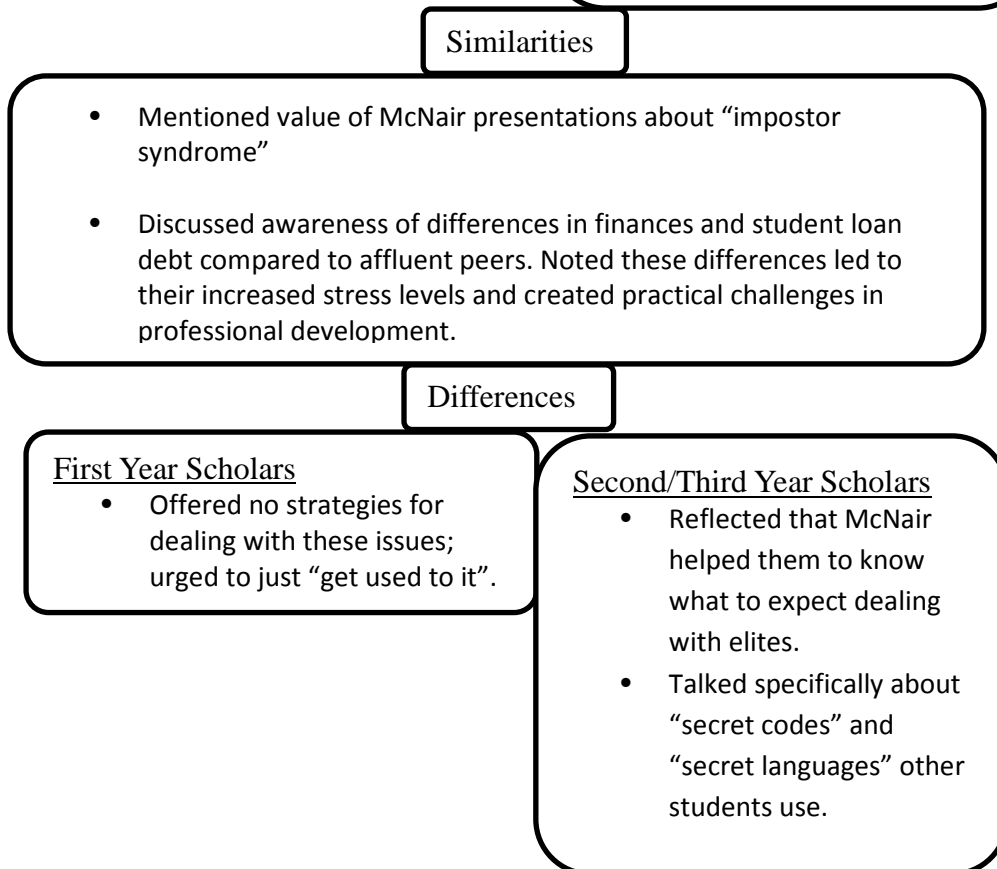 Similarities
• Mentioned value of McNair presentations about “impostor
syndrome”
• Discussed awareness of differences in finances and student loan
debt compared to affluent peers. Noted these differences led to
their increased stress levels and created practical challenges in
professional development.
Differences
First Year Scholars
• Offered no strategies for
dealing with these issues;
urged to just “get used to it”.
Second/Third Year Scholars
• Reflected that McNair
helped them to know
what to expect dealing
with elites.
• Talked specifically about
“secret codes” and
“secret languages” other
students use.